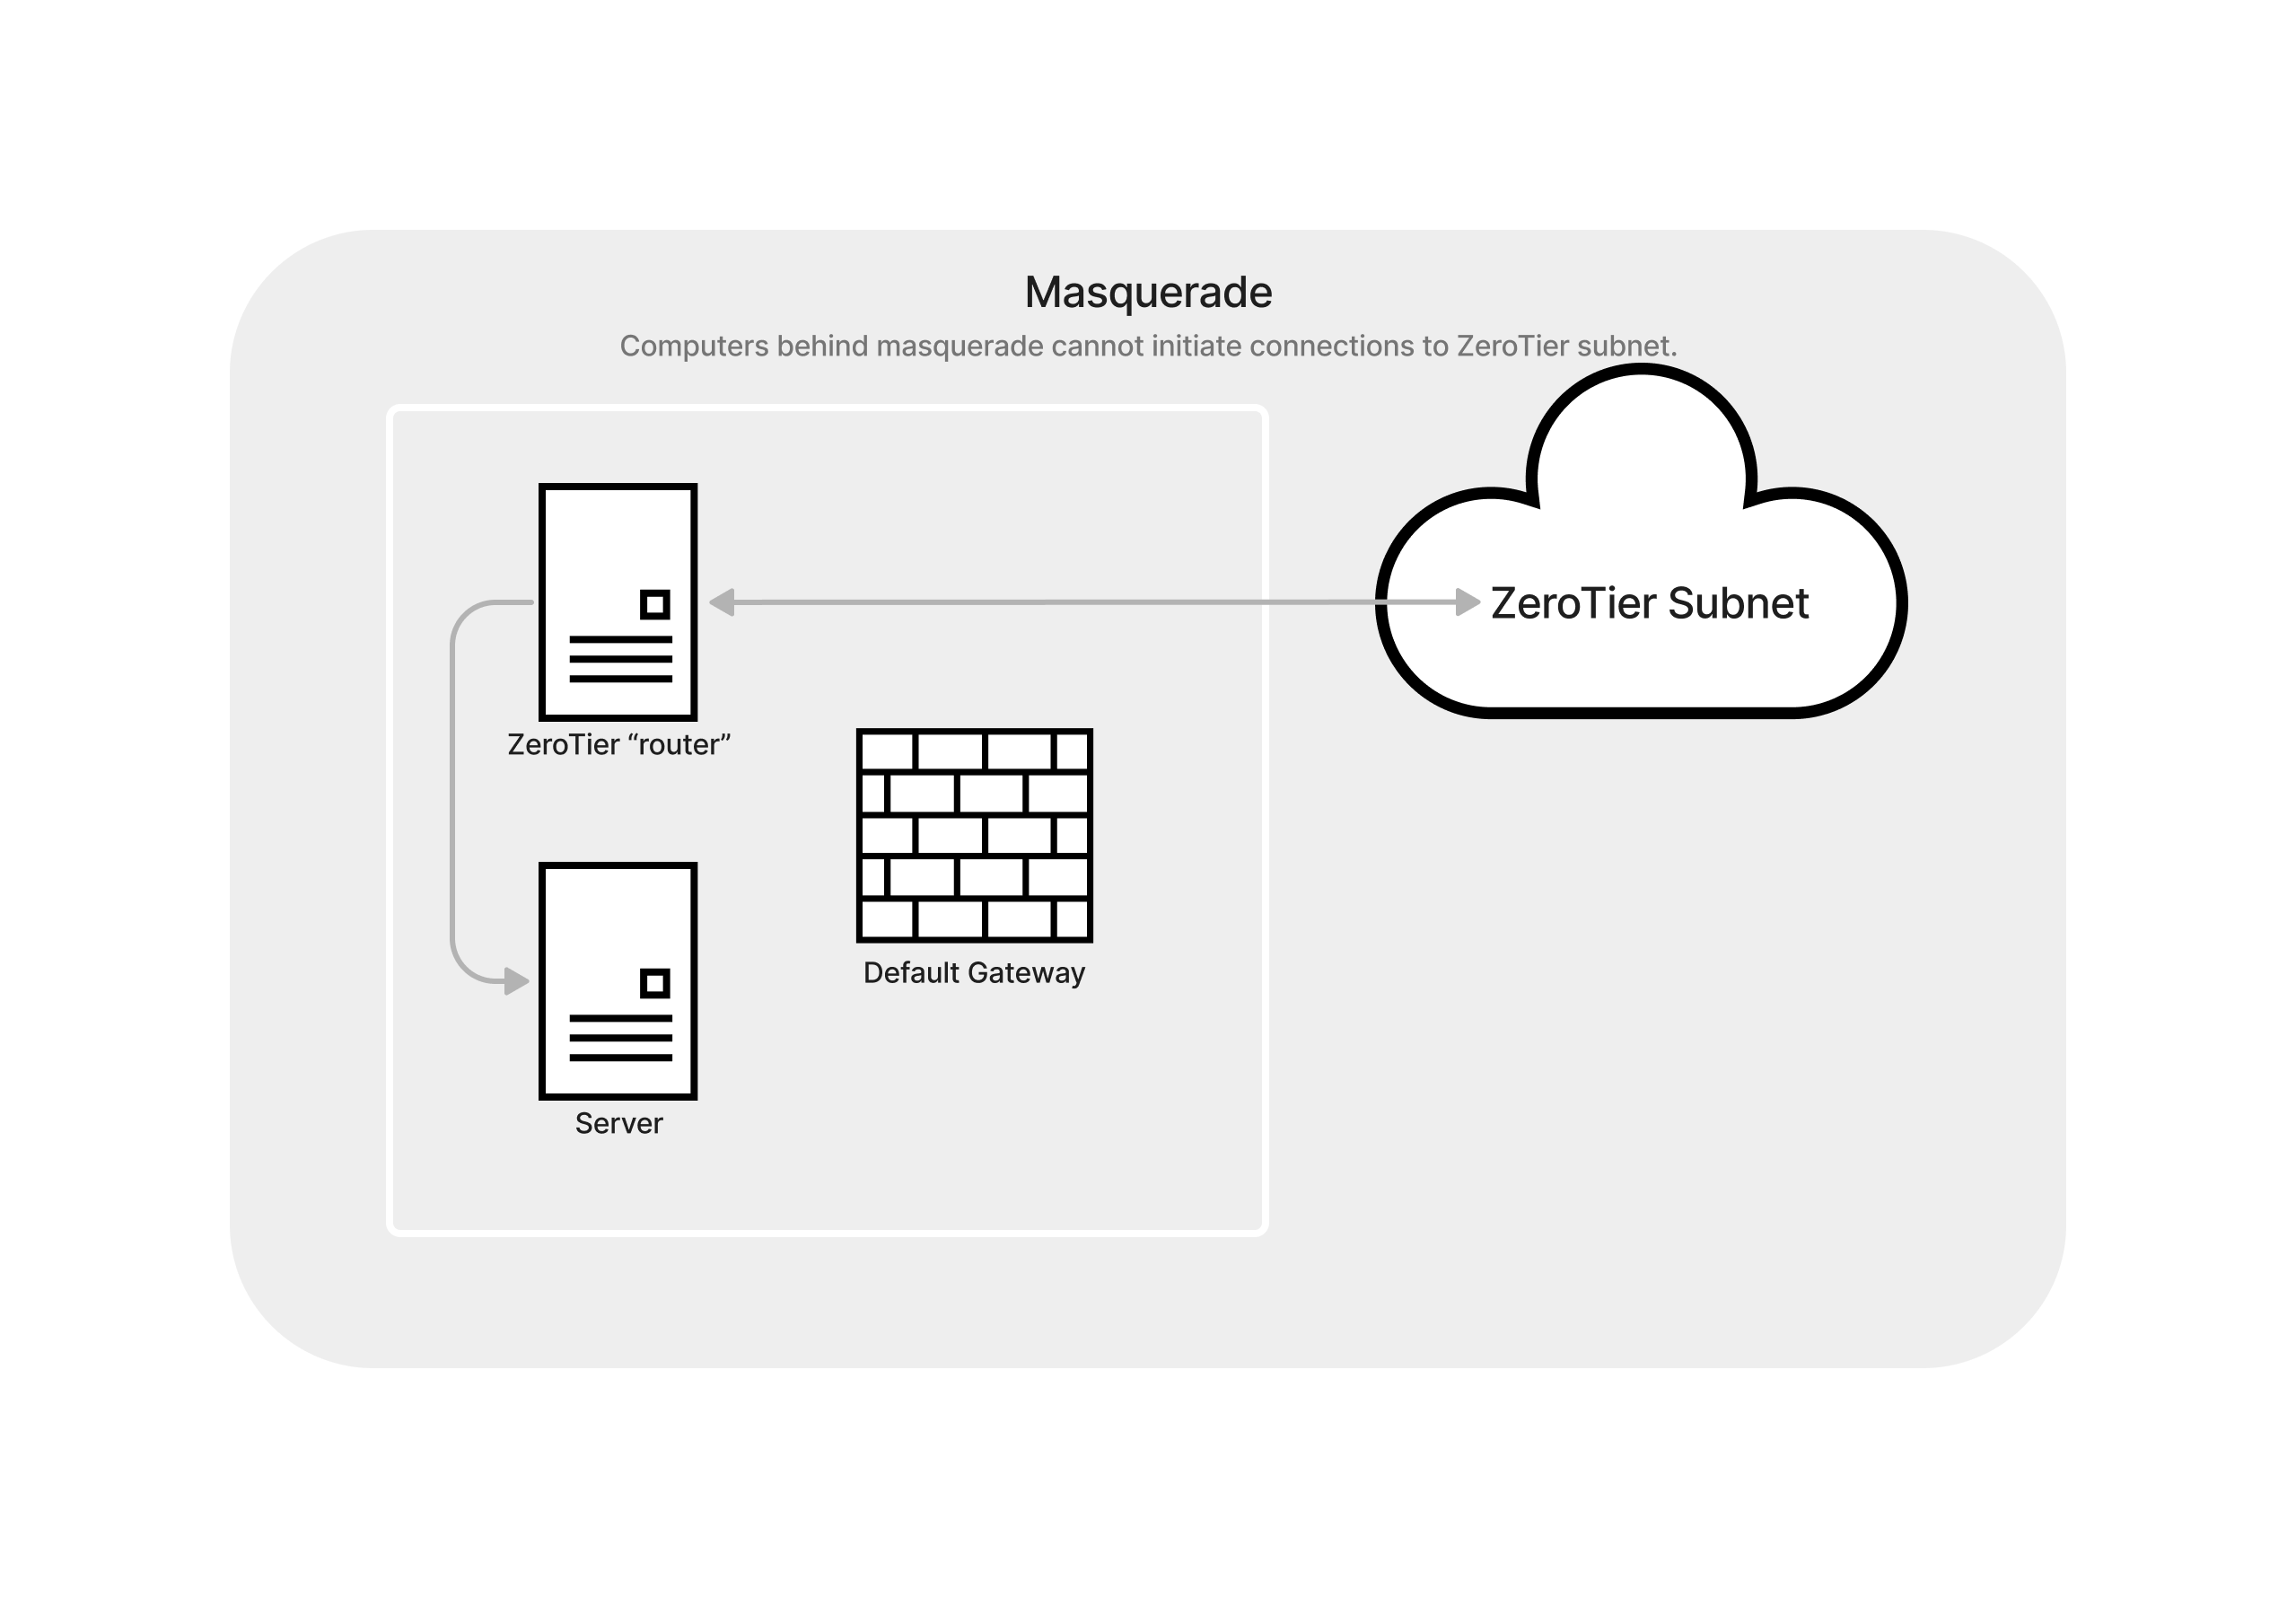 Masquerade
Computers behind masquerade cannot initiate connections to ZeroTier subnet.
ZeroTier Subnet
ZeroTier “router”
Default Gateway
Server